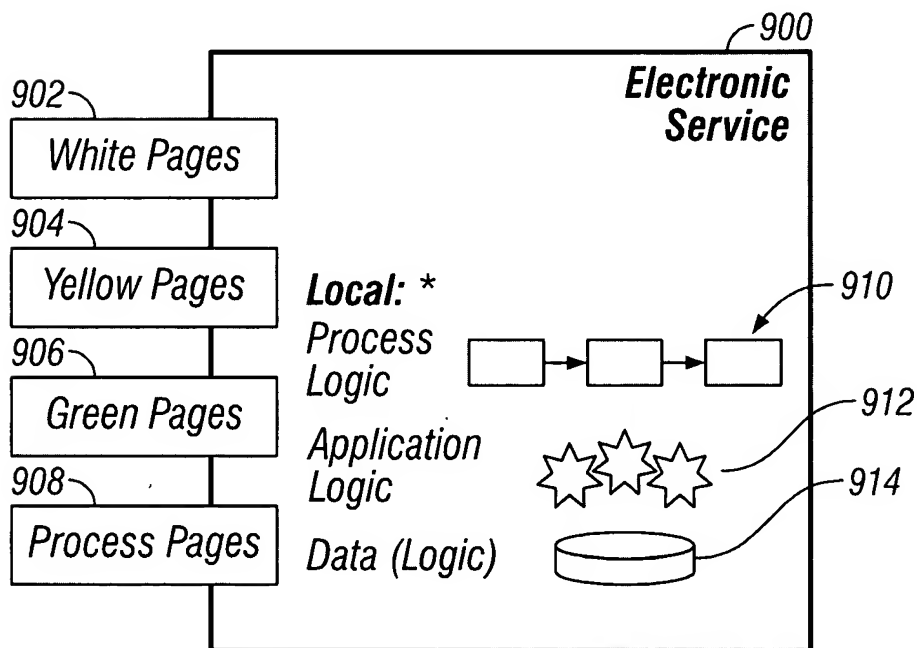 900
Electronic
Service
902
White Pages
904
Yellow Pages
906
Green Pages
908
Process Pages
Local: *
Process
Logic
910
Application
Logic
912
Data (Logic)
914